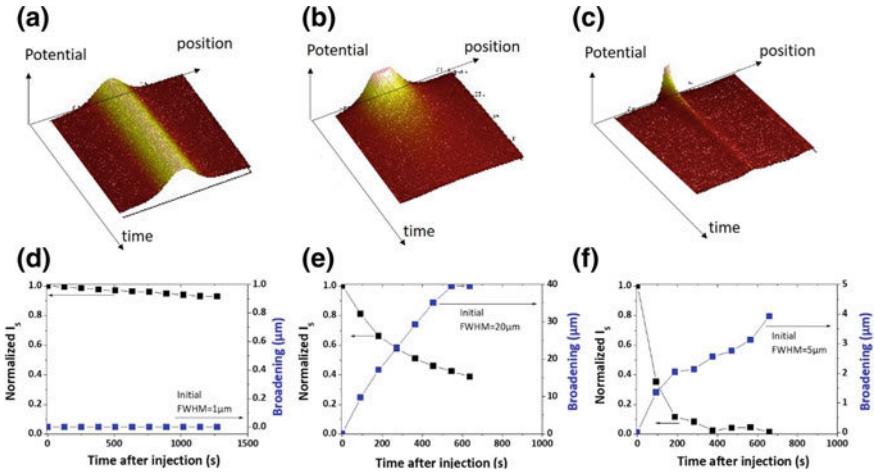 (a)
Potential
position
time
(b)
Potential
position
time
(c)
Potential
position
time
(d)
Normalized Is
1.0
0.8
0.6
0.4
0.2
0.0
0
500
1000
1500
Time after injection (s)
1.0
0.8
0.6
0.4
0.2
0.0
Broadening (µm)
Initial
FWHM=1µm
(e)
Normalized Is
1.0
0.8
0.6
0.4
0.2
0.0
0
200
400
600
800
1000
Time after injection (s)
40
30
20
10
0
Broadening (µm)
Initial
FWHM=20µm
(f)
Normalized Is
1.0
0.8
0.6
0.4
0.2
0.0
0
200
400
600
800
1000
Time after injection (s)
5
4
3
2
1
0
Broadening (µm)
Initial
FWHM=5µm